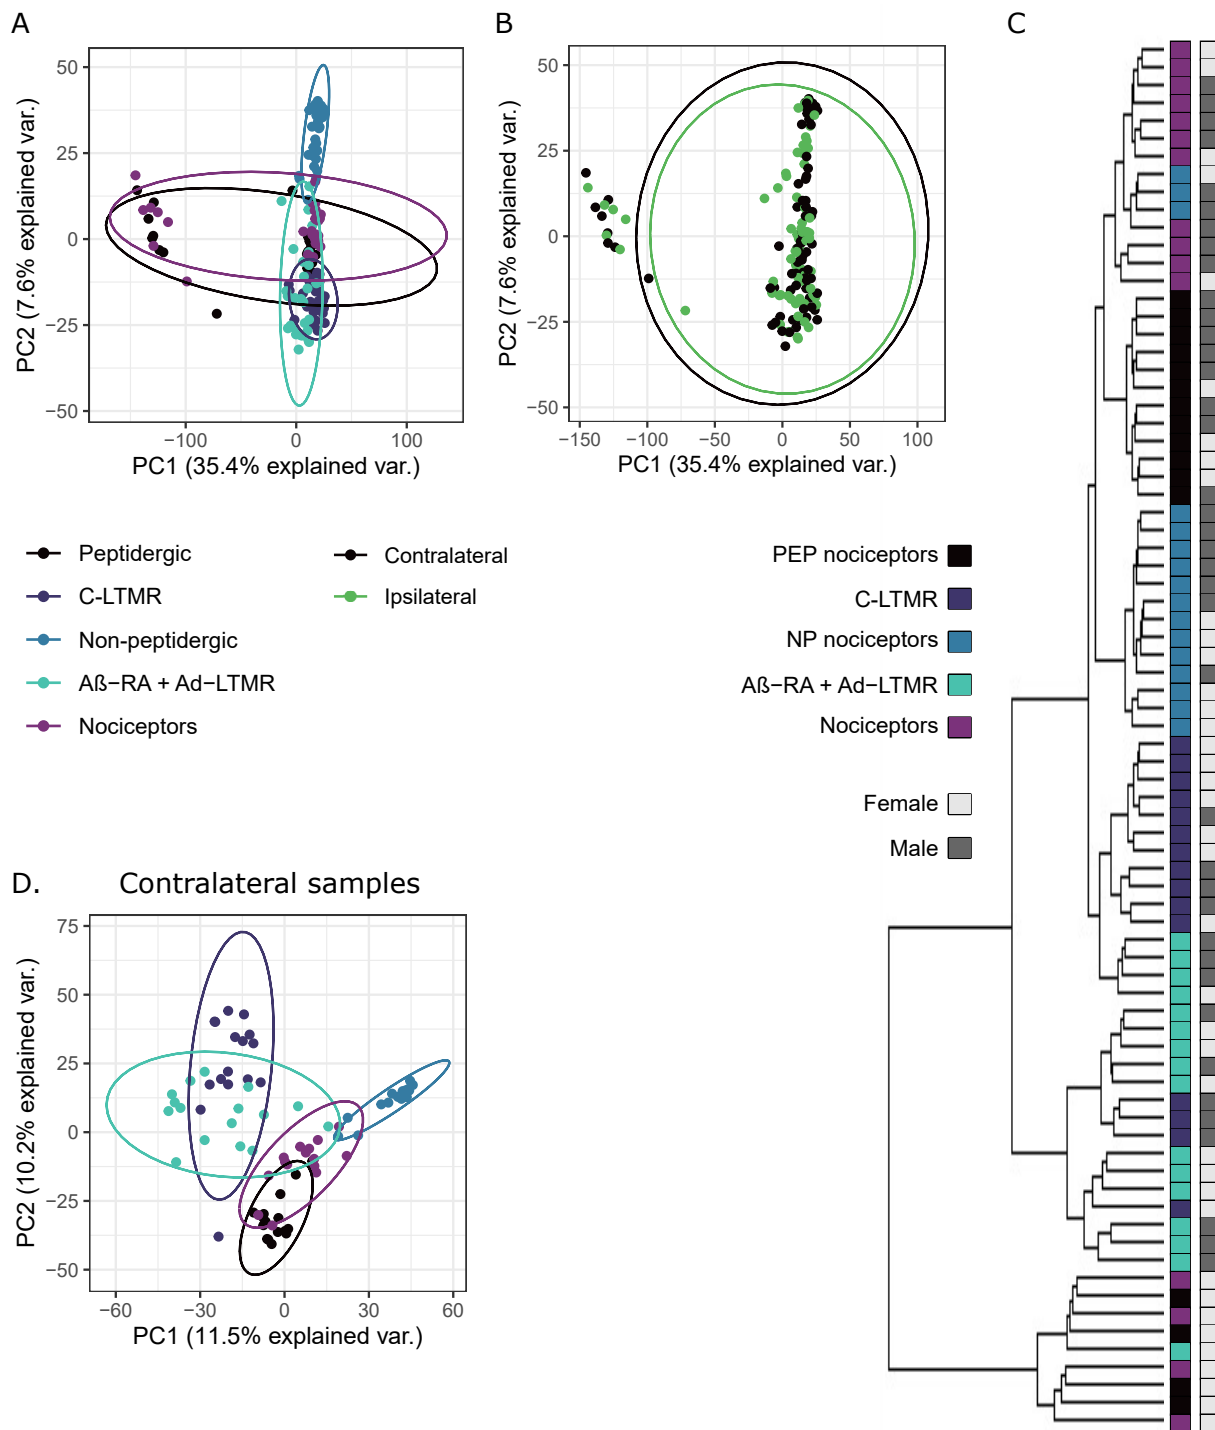 A
B
C
50
25
0
−25
−50
PC2 (7.6% explained var.)
−100
0
100
PC1 (35.4% explained var.)
50
25
0
−25
−50
PC2 (7.6% explained var.)
−150
−100
−50
0
50
100
PC1 (35.4% explained var.)
Peptidergic
C-LTMR
Non-peptidergic
Aß−RA + Ad−LTMR
Nociceptors
Contralateral
Ipsilateral
PEP nociceptors
C-LTMR
NP nociceptors
Aß−RA + Ad−LTMR
Nociceptors
Female
Male
D.
Contralateral samples
75
50
25
0
−25
−50
PC2 (10.2% explained var.)
−60
−30
0
30
60
PC1 (11.5% explained var.)